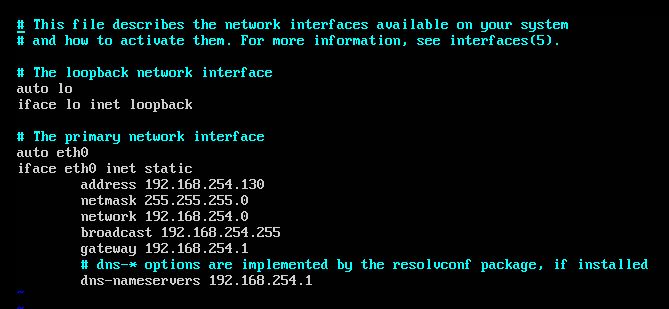 # This file describes the network interfaces available on your system
# and how to activate them. For more information, see interfaces(5).
# The loopback network interface
auto lo
iface lo inet loopback
# The primary network interface
auto eth0
iface eth0 inet static
address 192.168.254.130
netmask 255.255.255.0
network 192.168.254.0
broadcast 192.168.254.255
gateway 192.168.254.1
# dns-* options are implemented by the resolvconf package, if installed
dns-nameservers 192.168.254.1
~
~